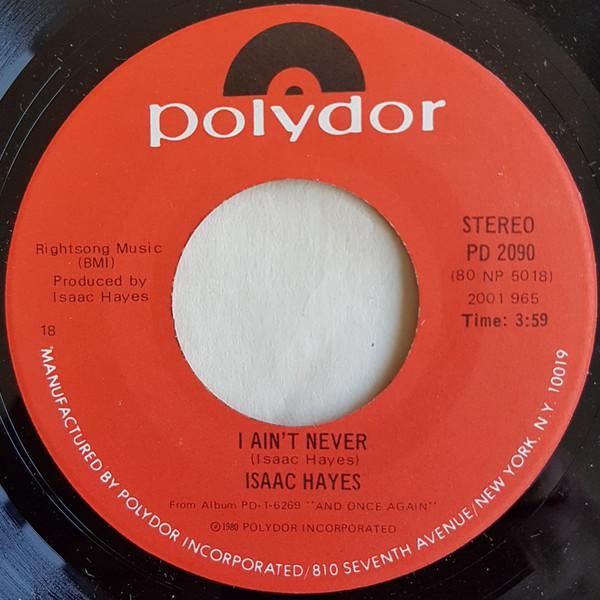 polydor
Rightsong Music
(BMI)
Produced by
Isaac Hayes
18
STEREO
PD 2090
(80 NP 5018)
2001 965
Time: 3:59
I AIN'T NEVER
(Isaac Hayes)
ISAAC HAYES
From Album PD-1-6269 "AND ONCE AGAIN"
℗1980 POLYDOR INCORPORATED
MANUFACTURED BY POLYDOR INCORPORATED/810 SEVENTH AVENUE/NEW YORK. N.Y. 10019